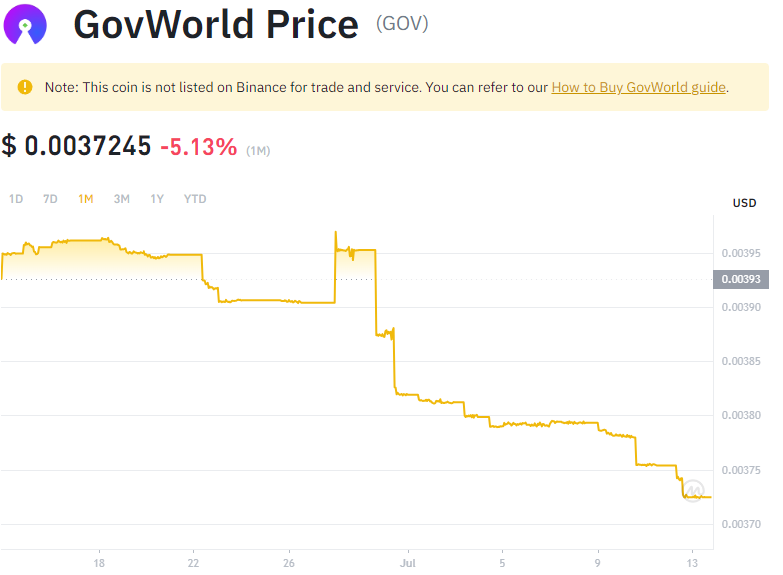 GovWorld Price (GOV)
Note: This coin is not listed on Binance for trade and service. You can refer to our How to Buy GovWorld guide.
$ 0.0037245 -5.13% (1M)
1D 7D 1M 3M 1Y YTD
USD
0.00395
0.00393
0.00390
0.00385
0.00380
0.00375
0.00370
18 22 26 Jul 5 9 13